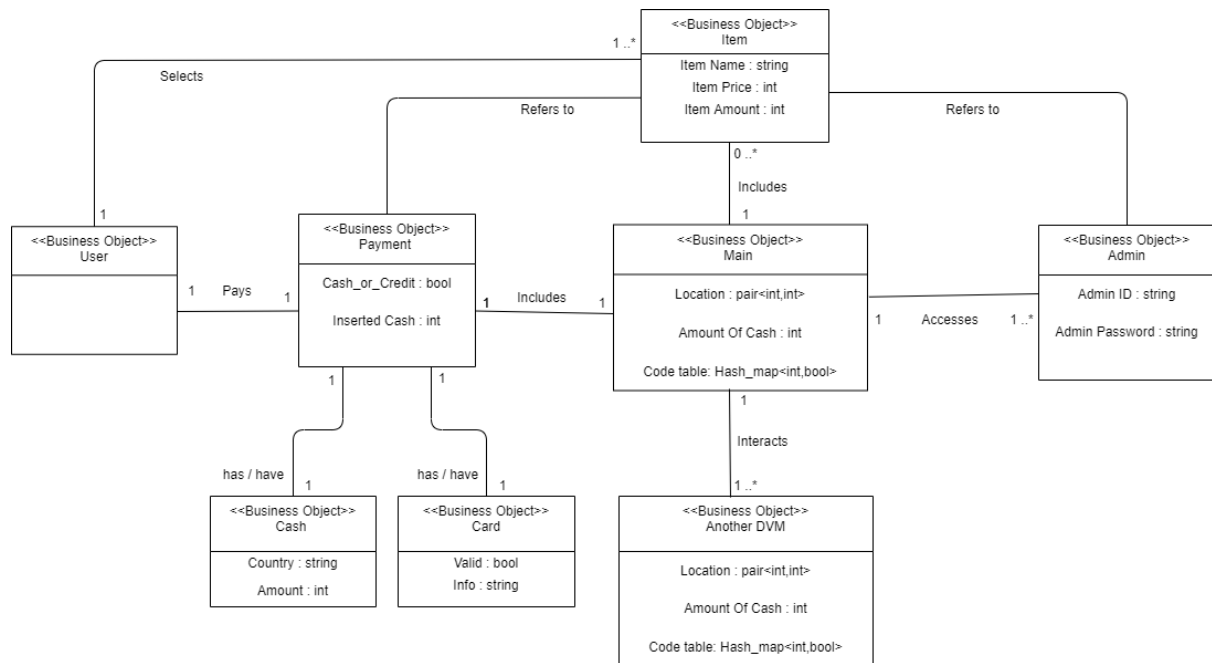 <<Business Object>>
Item
1 ..*
Item Name : string
Selects
Item Price : int
Refers to
Item Amount : int
Refers to
0 ..*
Includes
1
1
<<Business Object>>
User
<<Business Object>>
Payment
<<Business Object>>
Main
<<Business Object>>
Admin
Cash_or_Credit : bool
Inserted Cash : int
Location : pair<int,int>
Amount Of Cash : int
Code table: Hash_map<int,bool>
Admin ID : string
Admin Password : string
1
Pays
1
1
Includes
1
1
Accesses
1 ..*
1
1
1
has / have
1
has / have
1
Interacts
1 ..*
<<Business Object>>
Cash
Country : string
Amount : int
<<Business Object>>
Card
Valid : bool
Info : string
<<Business Object>>
Another DVM
Location : pair<int,int>
Amount Of Cash : int
Code table: Hash_map<int,bool>